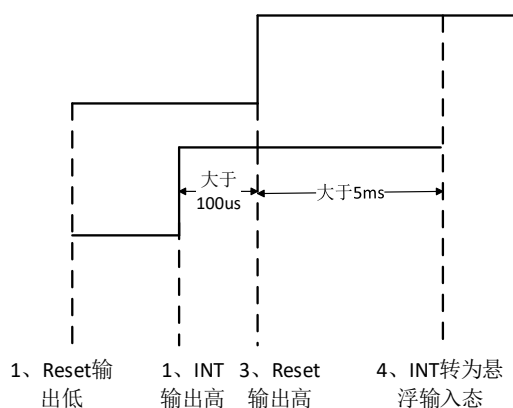 大于
100us
大于5ms
1、Reset输
出低
1、INT
输出高
3、Reset
输出高
4、INT转为悬
浮输入态